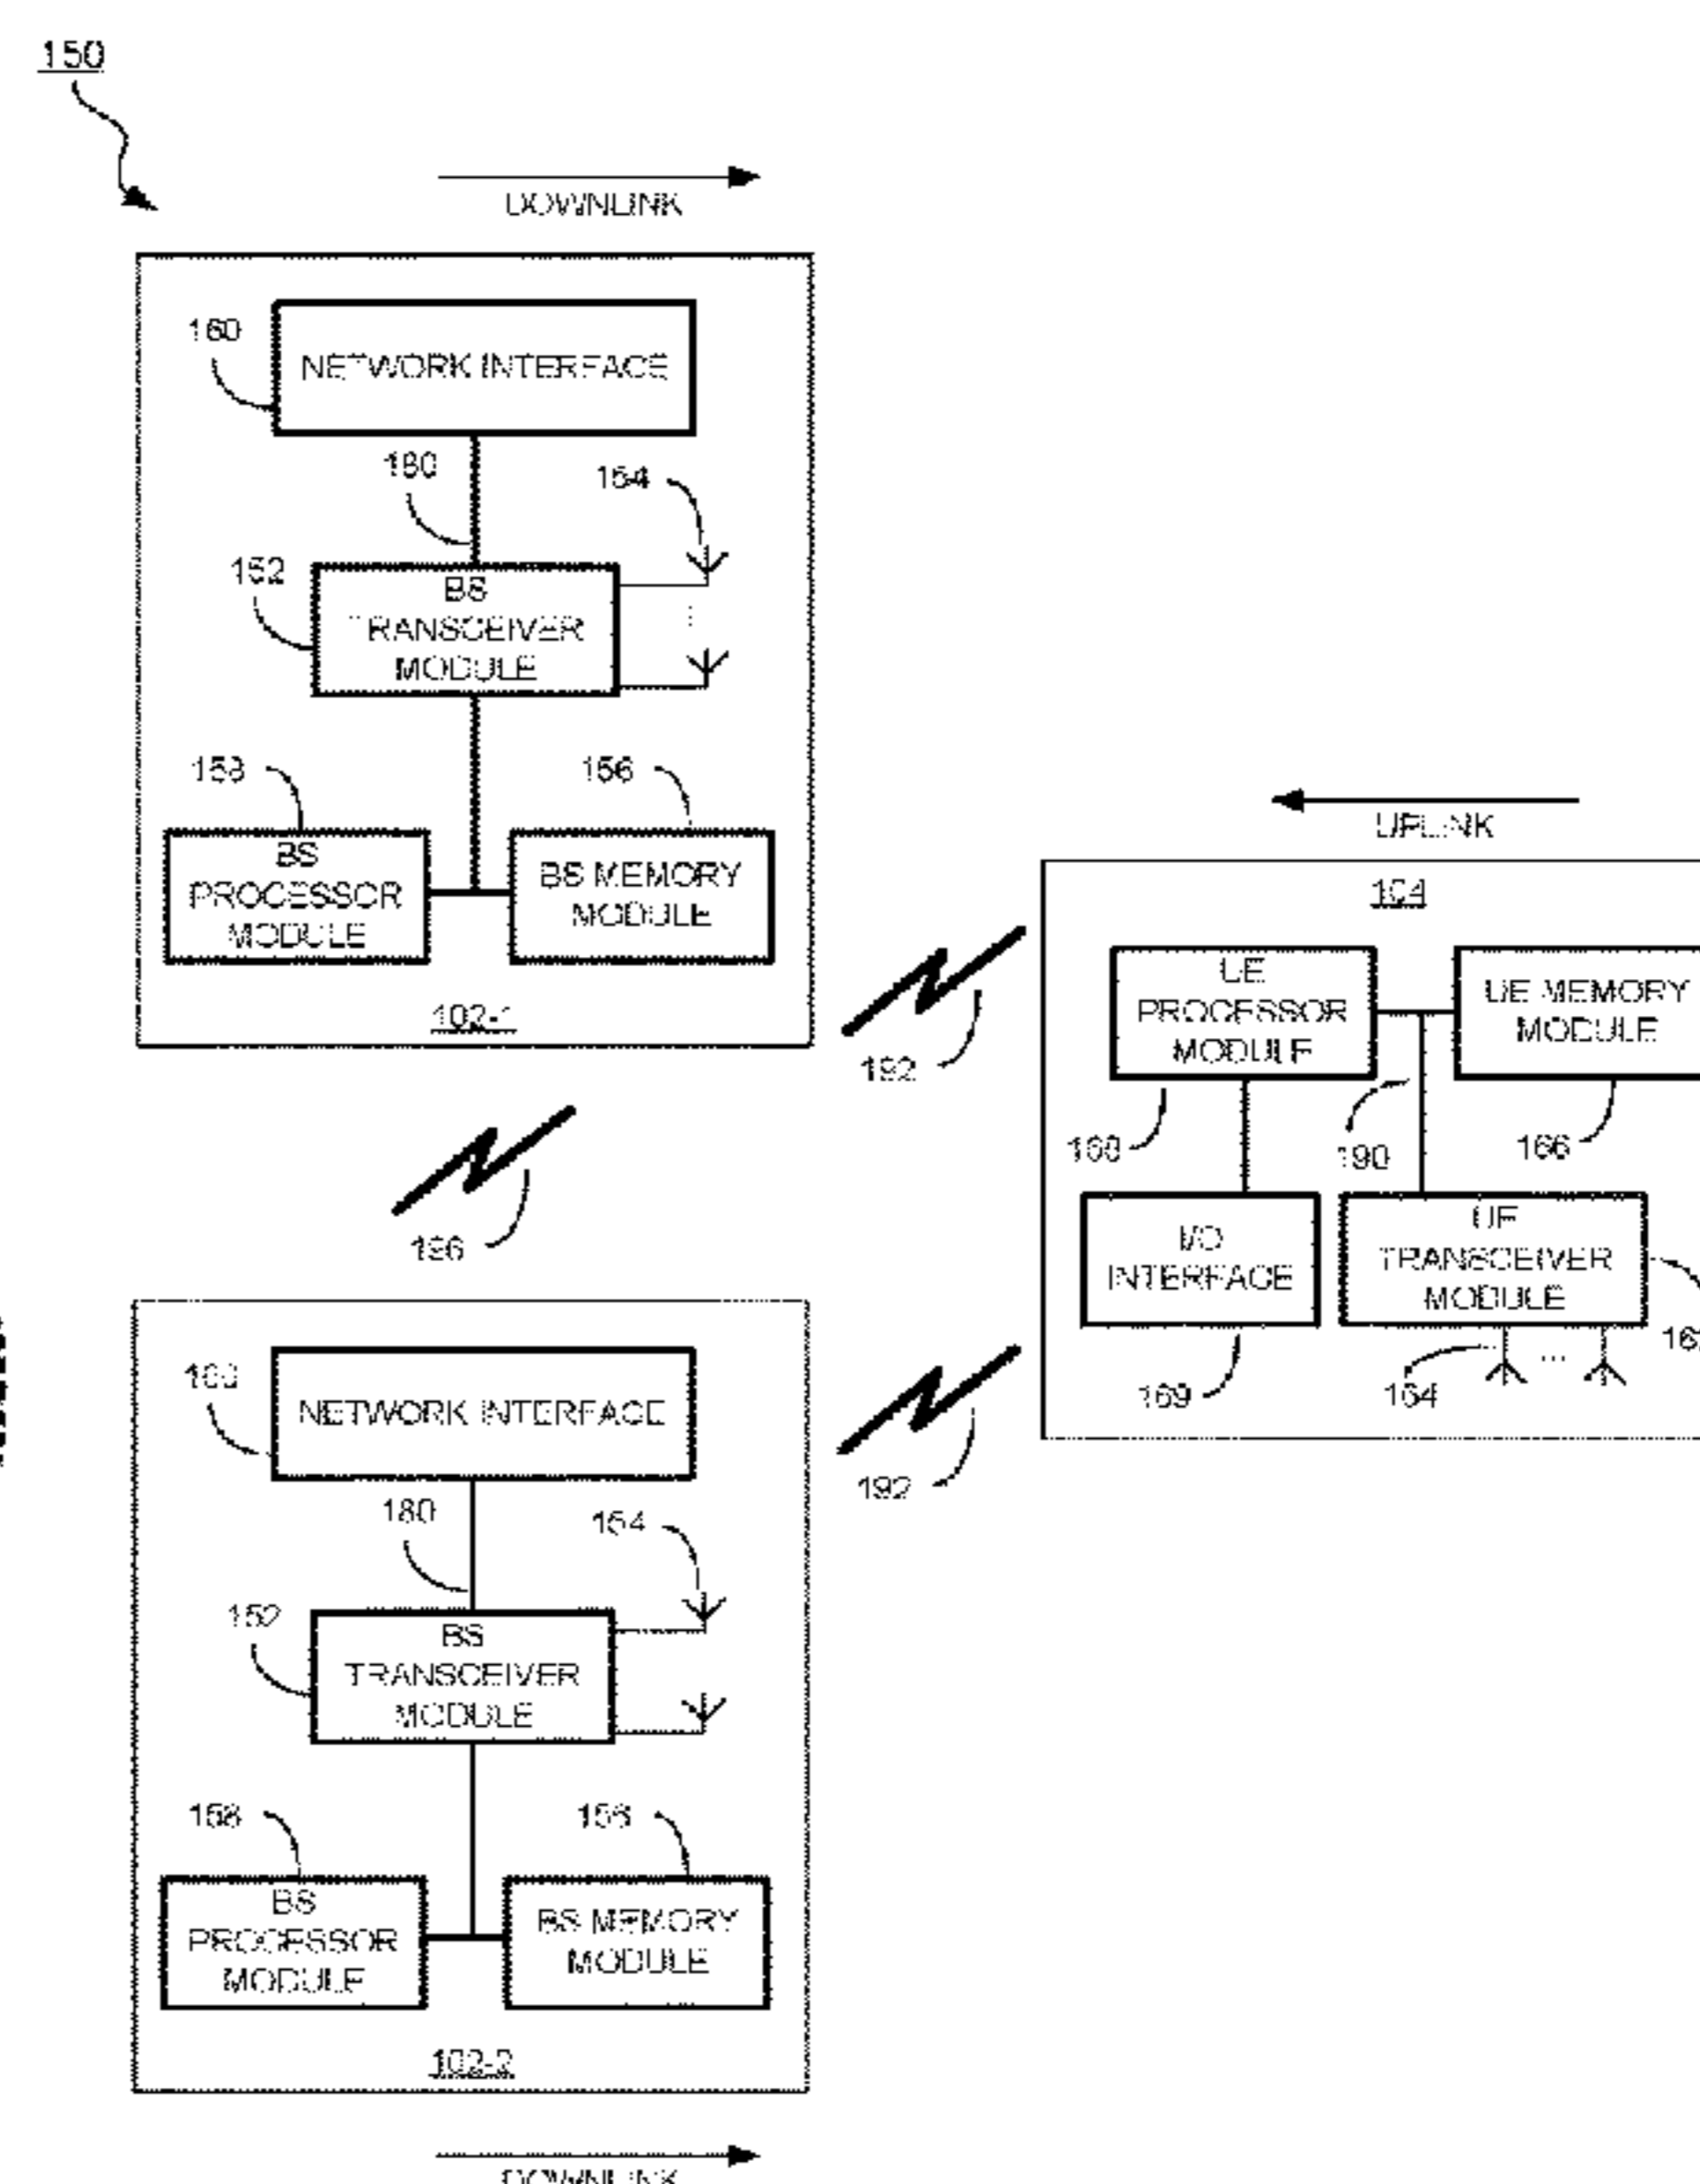 150
DOWNLINK
160
NETWORK INTERFACE
180
154
152
BS
TRANSCEIVER
MODULE
158
156
BS
PROCESSOR
MODULE
BS MEMORY
MODULE
102-1
UPLINK
104
UE
PROCESSOR
MODULE
UE MEMORY
MODULE
192
168
190
166
196
I/O
INTERFACE
UE
TRANSCEIVER
MODULE
169
164
192
160
NETWORK INTERFACE
180
154
152
BS
TRANSCEIVER
MODULE
158
156
BS
PROCESSOR
MODULE
BS MEMORY
MODULE
102-2
DOWNLINK